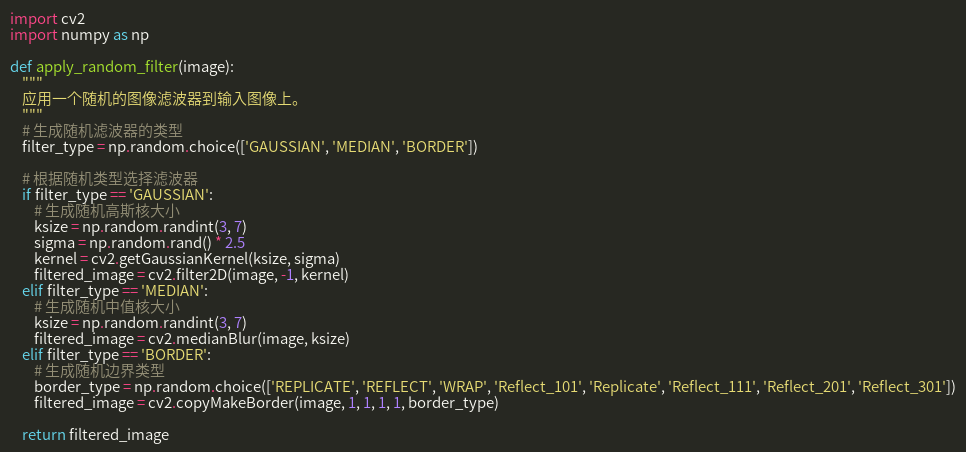 import cv2
import numpy as np

def apply_random_filter(image):
    """
    应用一个随机的图像滤波器到输入图像上。
    """
    # 生成随机滤波器的类型
    filter_type = np.random.choice(['GAUSSIAN', 'MEDIAN', 'BORDER'])

    # 根据随机类型选择滤波器
    if filter_type == 'GAUSSIAN':
        # 生成随机高斯核大小
        ksize = np.random.randint(3, 7)
        sigma = np.random.rand() * 2.5
        kernel = cv2.getGaussianKernel(ksize, sigma)
        filtered_image = cv2.filter2D(image, -1, kernel)
    elif filter_type == 'MEDIAN':
        # 生成随机中值核大小
        ksize = np.random.randint(3, 7)
        filtered_image = cv2.medianBlur(image, ksize)
    elif filter_type == 'BORDER':
        # 生成随机边界类型
        border_type = np.random.choice(['REPLICATE', 'REFLECT', 'WRAP', 'Reflect_101', 'Replicate', 'Reflect_111', 'Reflect_201', 'Reflect_301'])
        filtered_image = cv2.copyMakeBorder(image, 1, 1, 1, 1, border_type)

    return filtered_image